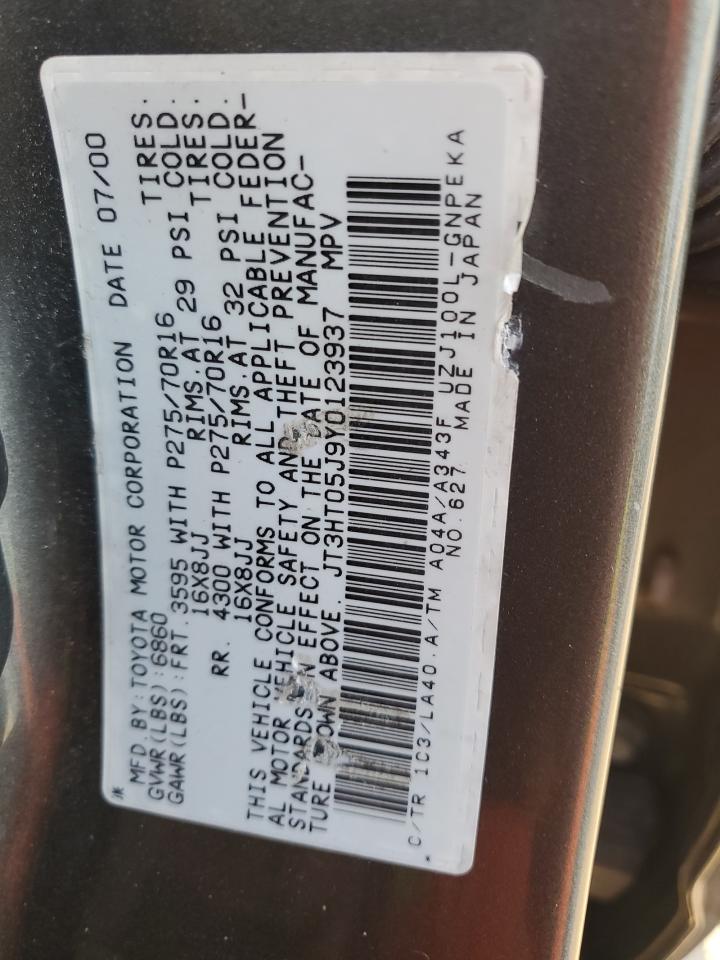 MFD.BY:TOYOTA MOTOR CORPORATION DATE 07/00
GVWR(LBS):6860
GAWR(LBS):FRT.3595 WITH P275/70R16 TIRES.
16X8JJ RIMS.AT 29 PSI COLD.
RR. 4300 WITH P275/70R16 TIRES.
16X8JJ RIMS.AT 32 PSI COLD.
THIS VEHICLE CONFORMS TO ALL APPLICABLE FEDER-
AL MOTOR VEHICLE SAFETY AND THEFT PREVENTION
STANDARDS IN EFFECT ON THE DATE OF MANUFAC-
TURE SHOWN ABOVE. JT3HT05J9Y0123937 MPV
C/TR 1C3/LA40.A/TM A04A/A343F UZJ100L-GNPEKA
NO.627 MADE IN JAPAN